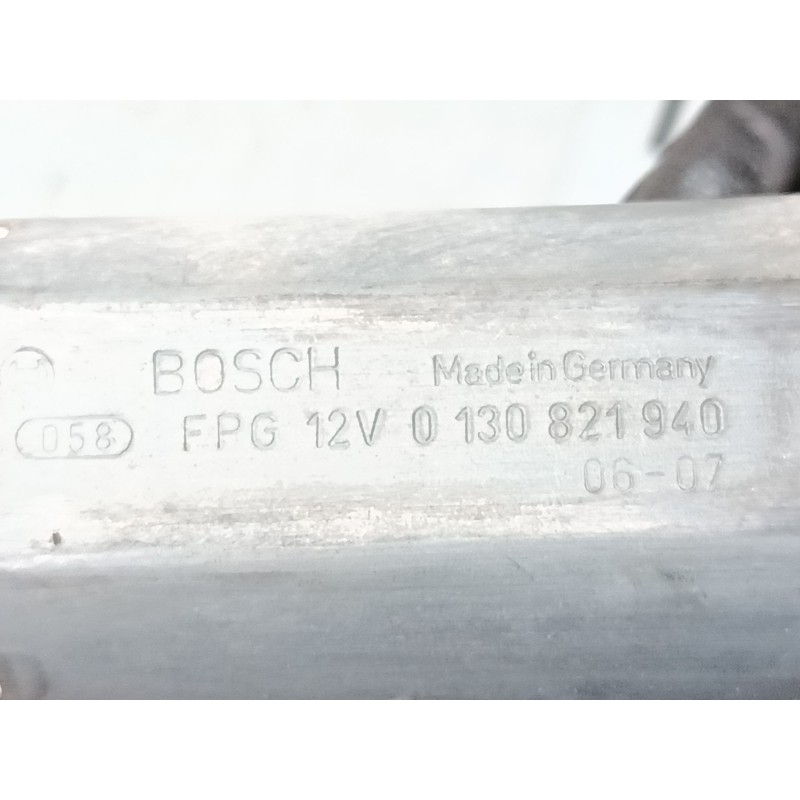 BOSCH Made in Germany
058 FPG 12V 0 130 821 940
06-07